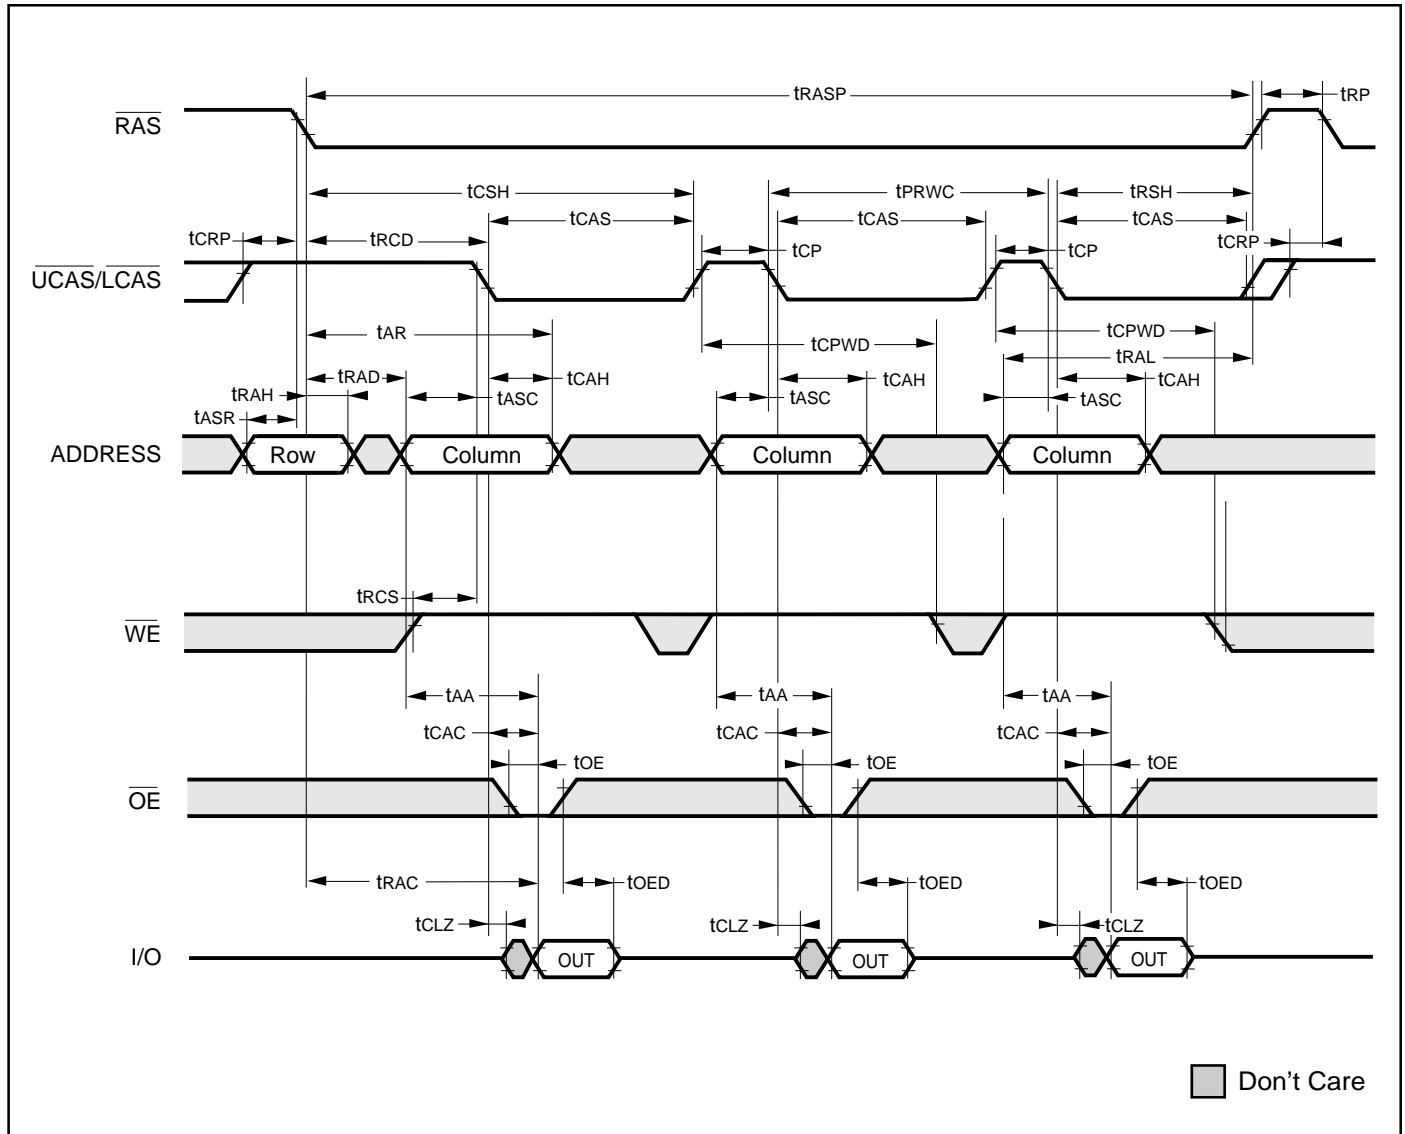 tRASP
tRP
RAS
tCSH
tPRWC
tRSH
tCAS
tCAS
tCAS
tCRP
tRCD
tCP
tCP
tCRP
UCAS/LCAS
tAR
tCPWD
tCPWD
tRAL
tRAD
tCAH
tCAH
tCAH
tRAH
tASC
tASC
tASC
tASR
ADDRESS
Row
Column
Column
Column
tRCS
WE
tAA
tAA
tAA
tCAC
tCAC
tCAC
tOE
tOE
tOE
OE
tRAC
tOED
tOED
tOED
tCLZ
tCLZ
tCLZ
I/O
OUT
OUT
OUT
Don't Care